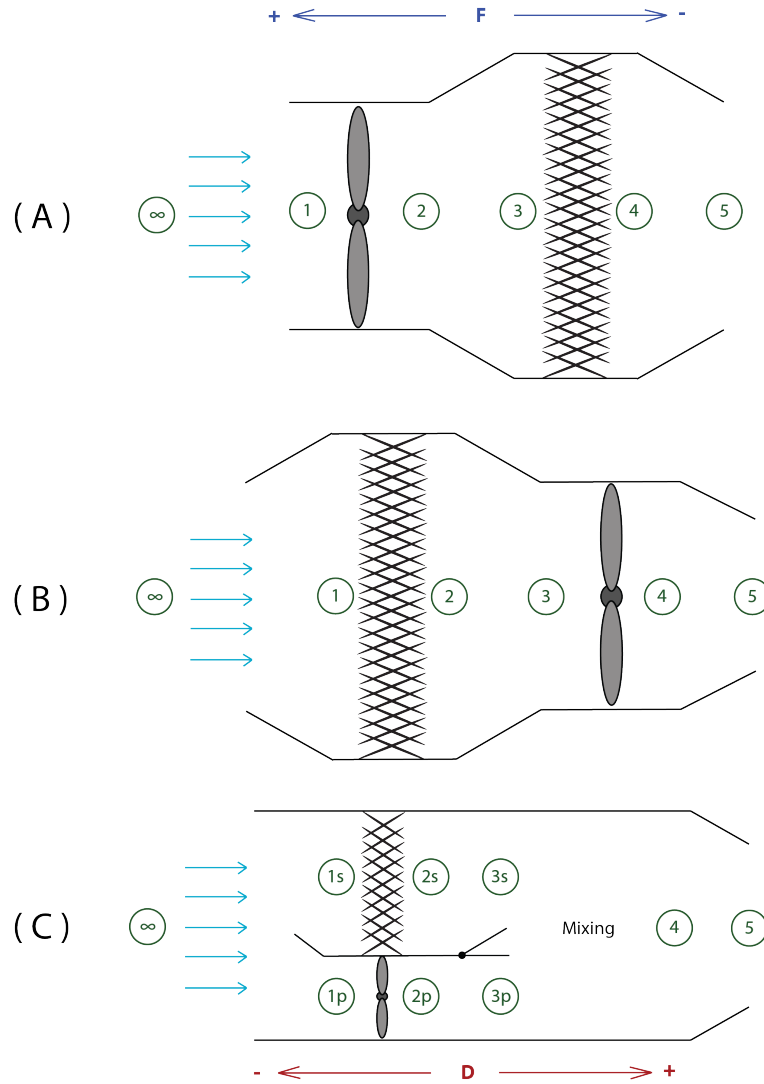 + F -
( A ) ∞ 1 2 3 4 5
( B ) ∞ 1 2 3 4 5
1s 2s 3s
( C ) ∞ Mixing 4 5
1p 2p 3p
- D +